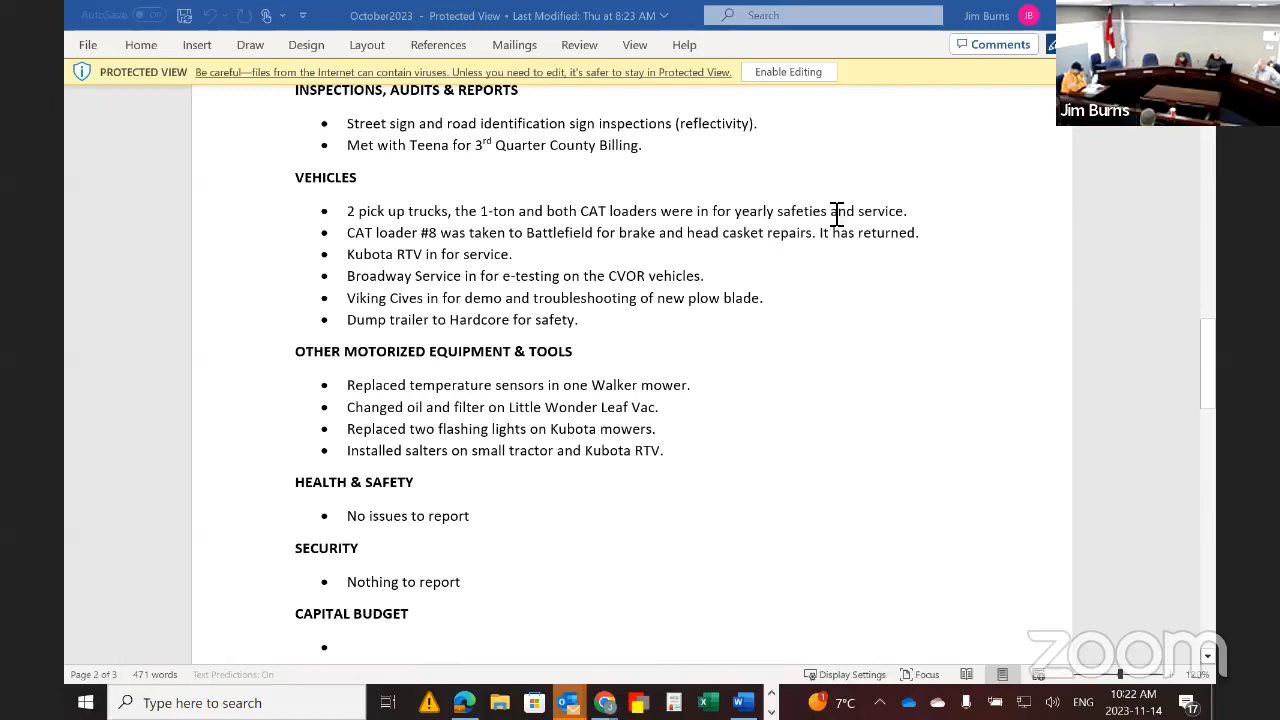 AutoSave Off October2023 - Protected View • Last Modified: Thu at 8:23 AM Search Jim Burns JB
File Home Insert Draw Design Layout References Mailings Review View Help Comments
PROTECTED VIEW Be careful—files from the Internet can contain viruses. Unless you need to edit, it's safer to stay in Protected View. Enable Editing
Jim Burns
INSPECTIONS, AUDITS & REPORTS
• Street sign and road identification sign inspections (reflectivity).
• Met with Teena for 3rd Quarter County Billing.
VEHICLES
• 2 pick up trucks, the 1-ton and both CAT loaders were in for yearly safeties and service.
• CAT loader #8 was taken to Battlefield for brake and head casket repairs. It has returned.
• Kubota RTV in for service.
• Broadway Service in for e-testing on the CVOR vehicles.
• Viking Cives in for demo and troubleshooting of new plow blade.
• Dump trailer to Hardcore for safety.
OTHER MOTORIZED EQUIPMENT & TOOLS
• Replaced temperature sensors in one Walker mower.
• Changed oil and filter on Little Wonder Leaf Vac.
• Replaced two flashing lights on Kubota mowers.
• Installed salters on small tractor and Kubota RTV.
HEALTH & SAFETY
• No issues to report
SECURITY
• Nothing to report
CAPITAL BUDGET
•
zoom
Page 2 of 3 471 words Text Predictions: On Display Settings Focus 120%
Type here to search 1 7°C 10:22 AM
2023-11-14 17